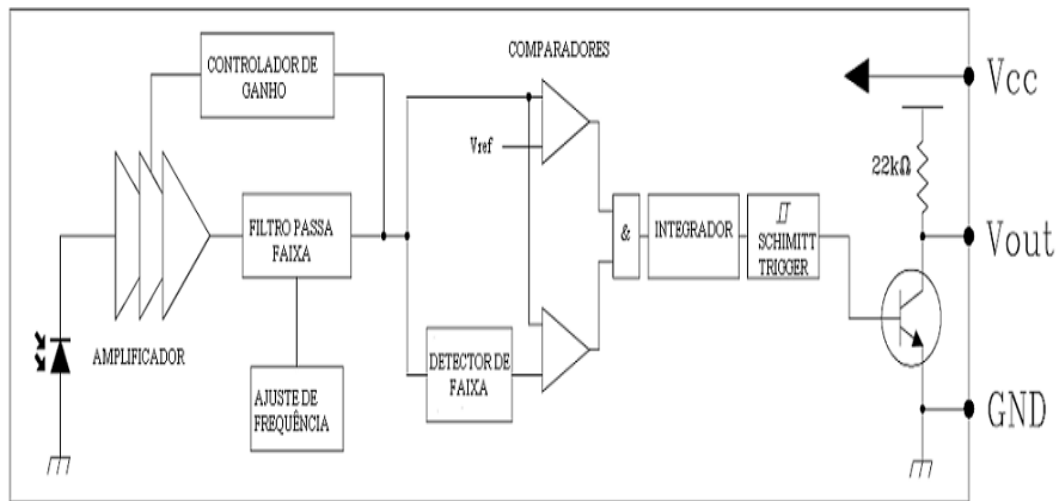 CONTROLADOR DE
GANHO
COMPARADORES
Vcc
Vref
22kΩ
FILTRO PASSA
FAIXA
&
INTEGRADOR
SCHIMITT
TRIGGER
Vout
AMPLIFICADOR
DETECTOR DE
FAIXA
AJUSTE DE
FREQUÊNCIA
GND